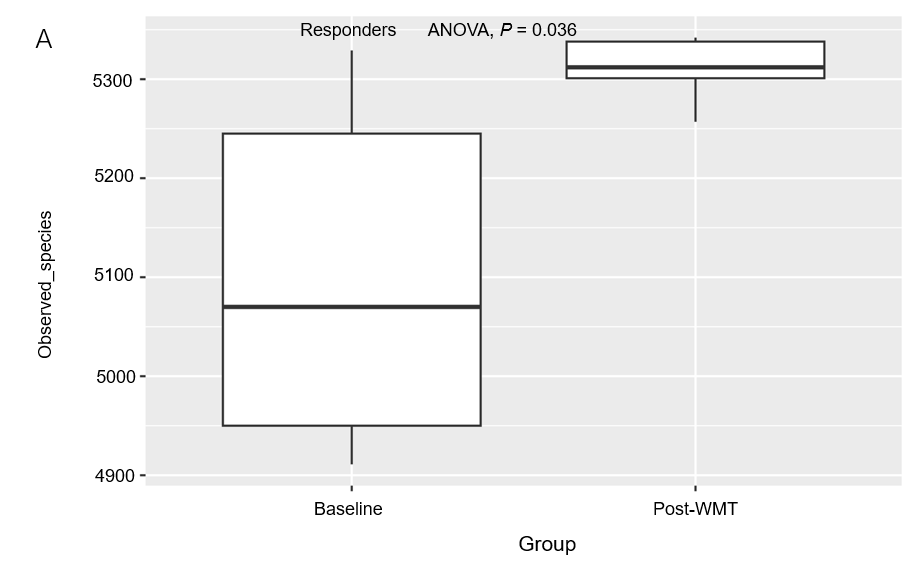 A
Responders ANOVA, P = 0.036
5300
5200
5100
5000
4900
Observed_species
Baseline Post-WMT
Group